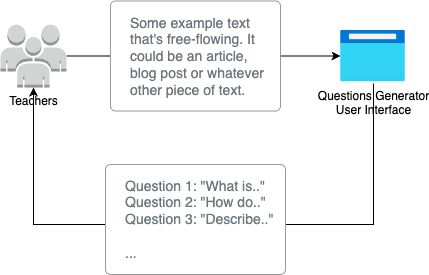 Some example text
that's free-flowing. It
could be an article,
blog post or whatever
other piece of text.
Teachers
Questions Generator
User Interface
Question 1: "What is.."
Question 2: "How do.."
Question 3: "Describe.."
...